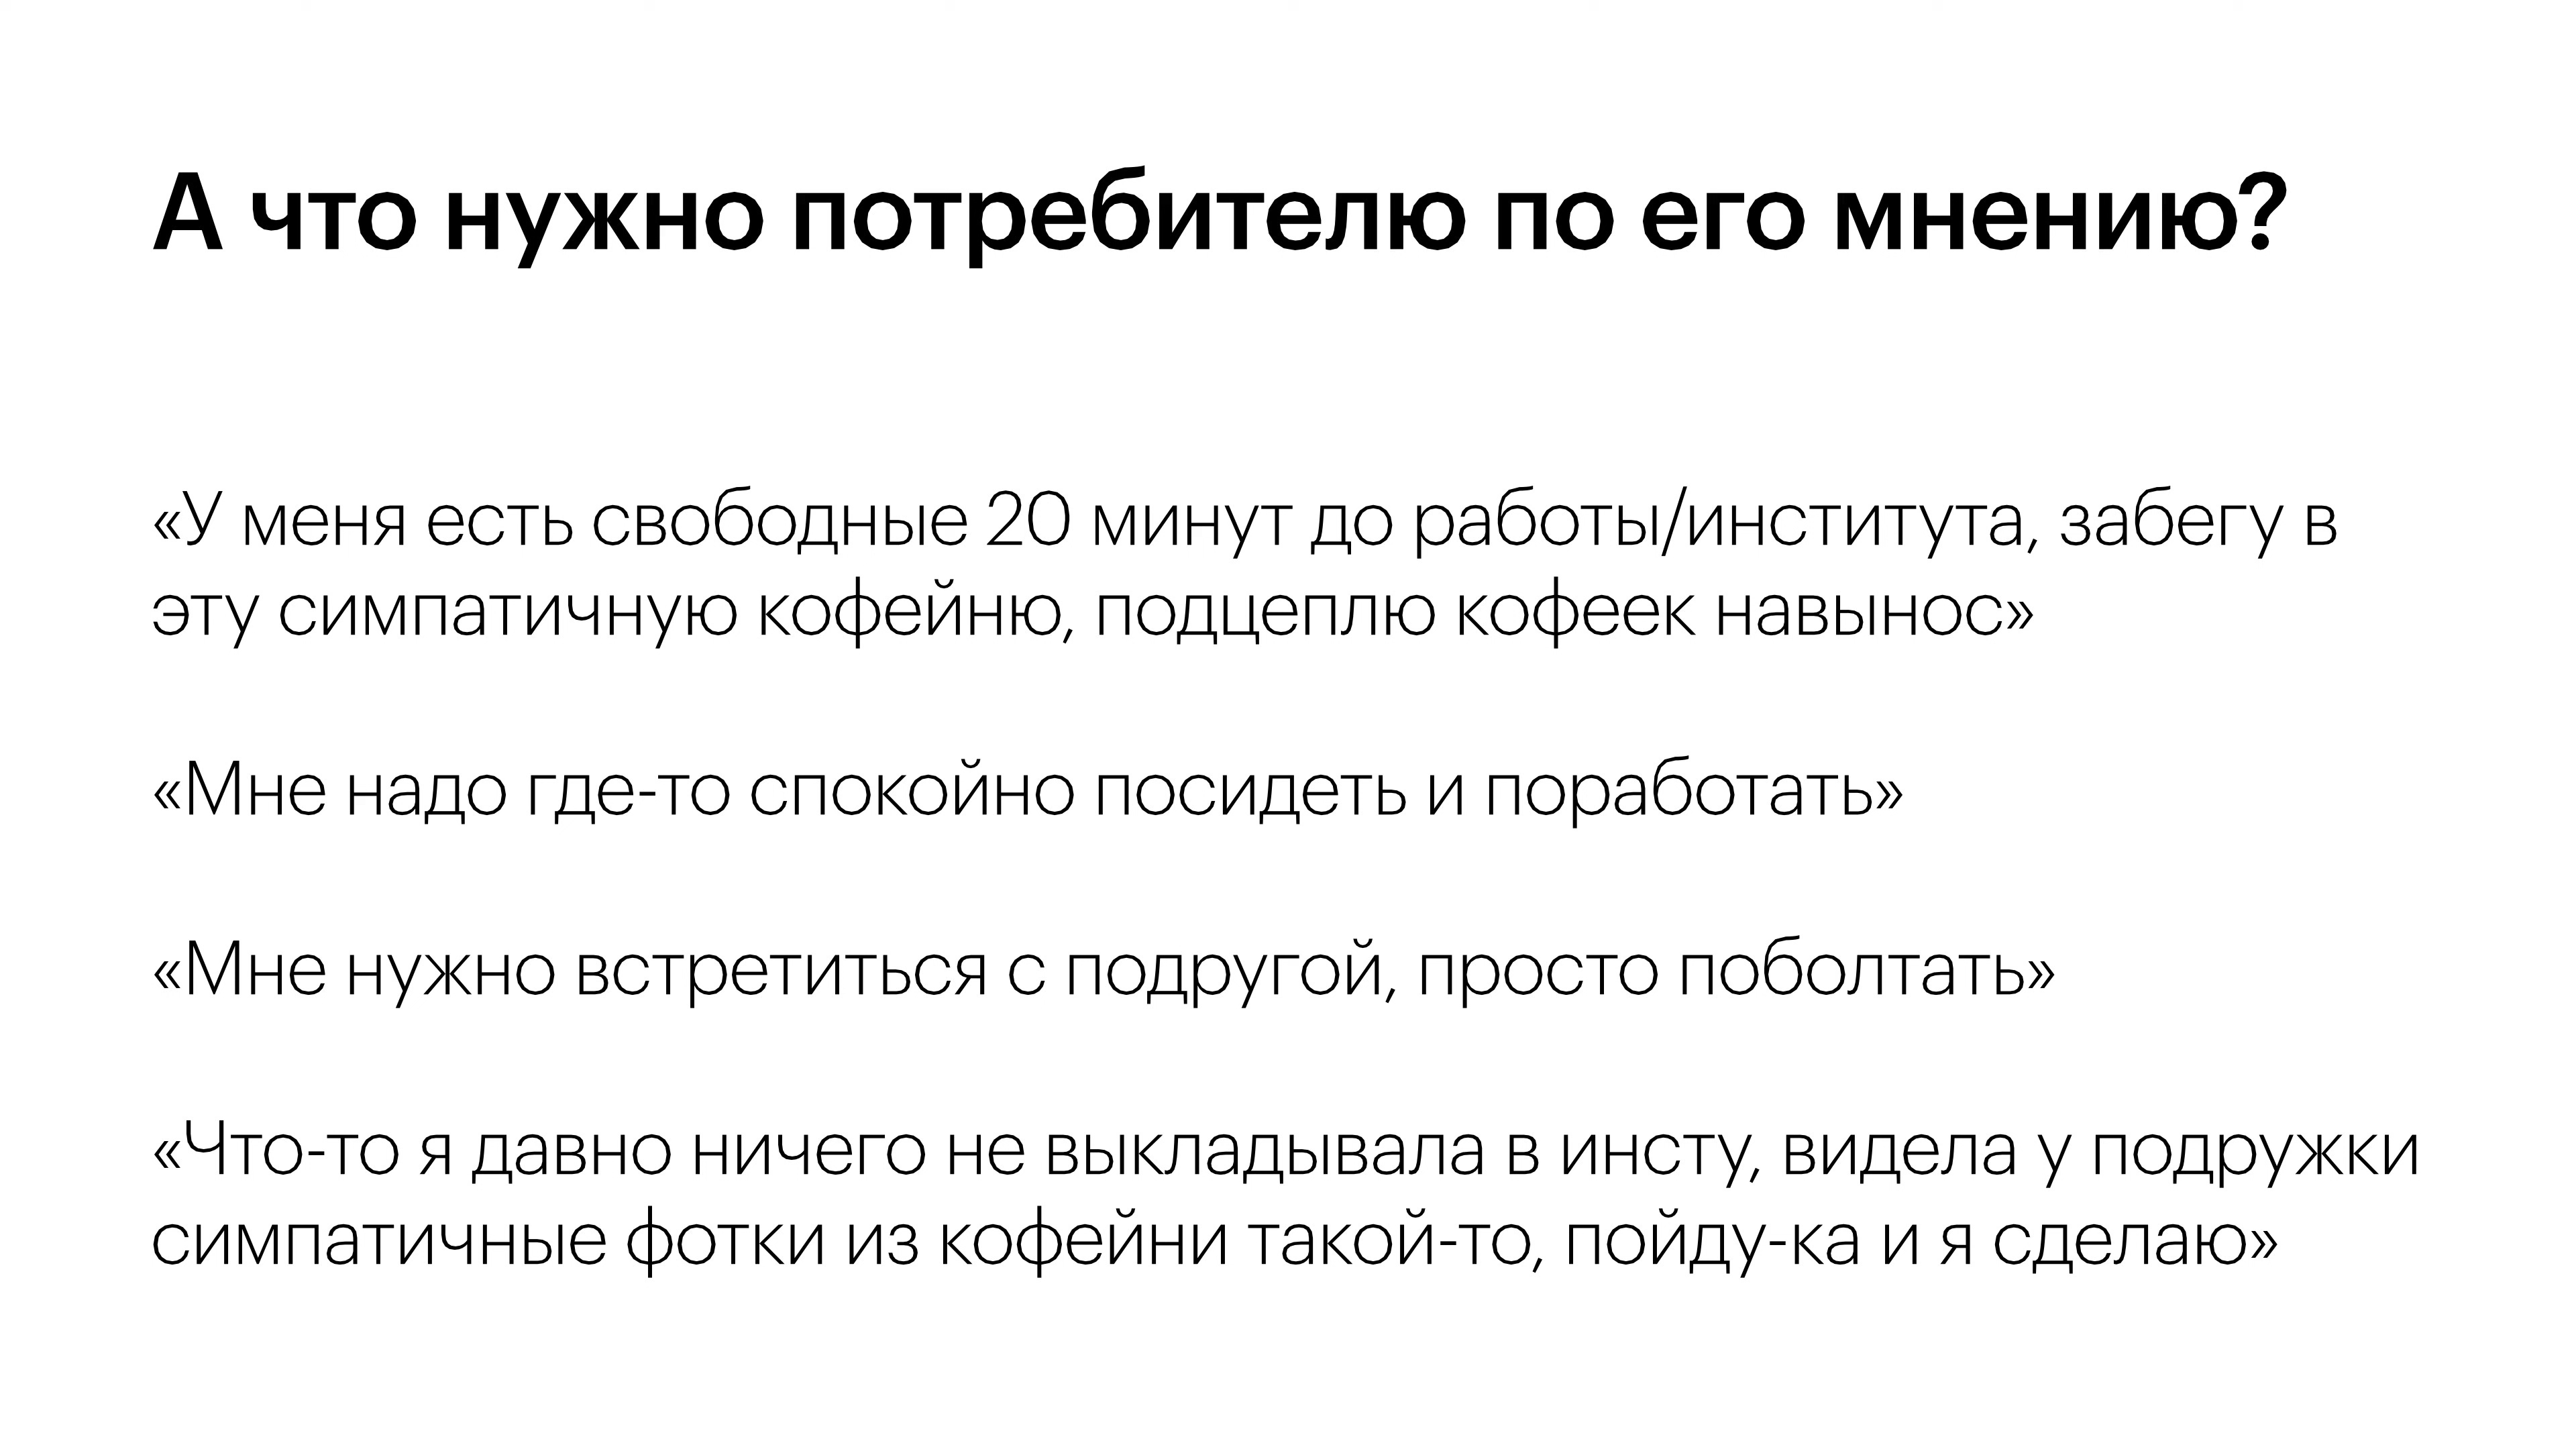 А что нужно потребителю по его мнению?
«У меня есть свободные 20 минут до работы/института, забегу в
эту симпатичную кофейню, подцеплю кофеек навынос»
«Мне надо где-то спокойно посидеть и поработать»
«Мне нужно встретиться с подругой, просто поболтать»
«Что-то я давно ничего не выкладывала в инсту, видела у подружки
симпатичные фотки из кофейни такой-то, пойду-ка и я сделаю»